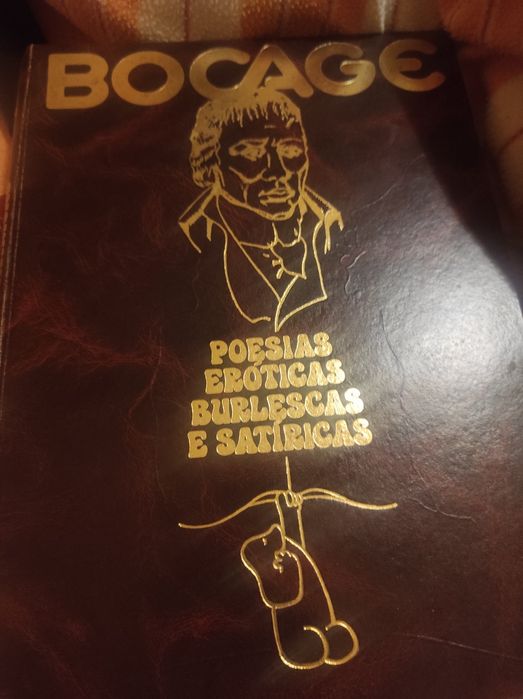 BOCAGE
POESIAS
ERÓTICAS
BURLESCAS
E SATÍRICAS